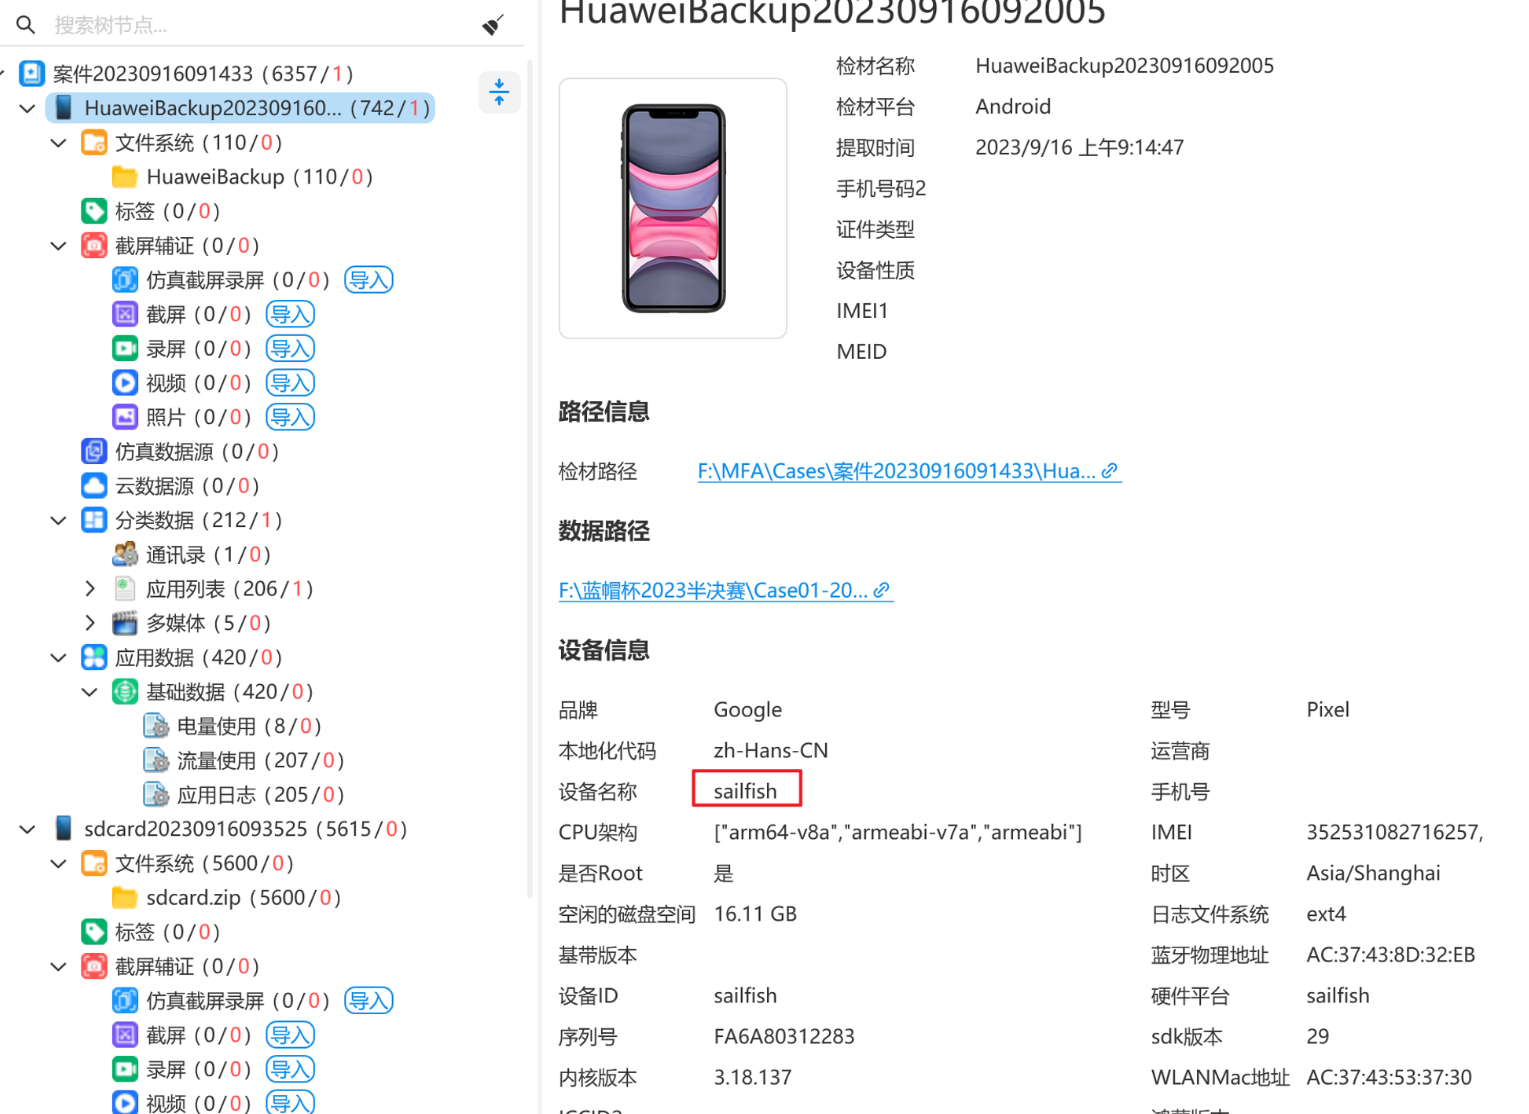 搜索树节点...
案件20230916091433 (6357/1)
HuaweiBackup202309160... (742/1)
文件系统 (110/0)
HuaweiBackup (110/0)
标签 (0/0)
截屏辅证 (0/0)
仿真截屏录屏 (0/0) 导入
截屏 (0/0) 导入
录屏 (0/0) 导入
视频 (0/0) 导入
照片 (0/0) 导入
仿真数据源 (0/0)
云数据源 (0/0)
分类数据 (212/1)
通讯录 (1/0)
应用列表 (206/1)
多媒体 (5/0)
应用数据 (420/0)
基础数据 (420/0)
电量使用 (8/0)
流量使用 (207/0)
应用日志 (205/0)
sdcard20230916093525 (5615/0)
文件系统 (5600/0)
sdcard.zip (5600/0)
标签 (0/0)
截屏辅证 (0/0)
仿真截屏录屏 (0/0) 导入
截屏 (0/0) 导入
录屏 (0/0) 导入
视频 (0/0) 导入
HuaweiBackup20230916092005
检材名称 HuaweiBackup20230916092005
检材平台 Android
提取时间 2023/9/16 上午9:14:47
手机号码2
证件类型
设备性质
IMEI1
MEID
路径信息
检材路径 F:\MFA\Cases\案件20230916091433\Hua...
数据路径
F:\蓝帽杯2023半决赛\Case01-20...
设备信息
品牌 Google 型号 Pixel
本地化代码 zh-Hans-CN 运营商
设备名称 sailfish 手机号
CPU架构 ["arm64-v8a","armeabi-v7a","armeabi"] IMEI 352531082716257,
是否Root 是 时区 Asia/Shanghai
空闲的磁盘空间 16.11 GB 日志文件系统 ext4
基带版本 蓝牙物理地址 AC:37:43:8D:32:EB
设备ID sailfish 硬件平台 sailfish
序列号 FA6A80312283 sdk版本 29
内核版本 3.18.137 WLANMac地址 AC:37:43:53:37:30